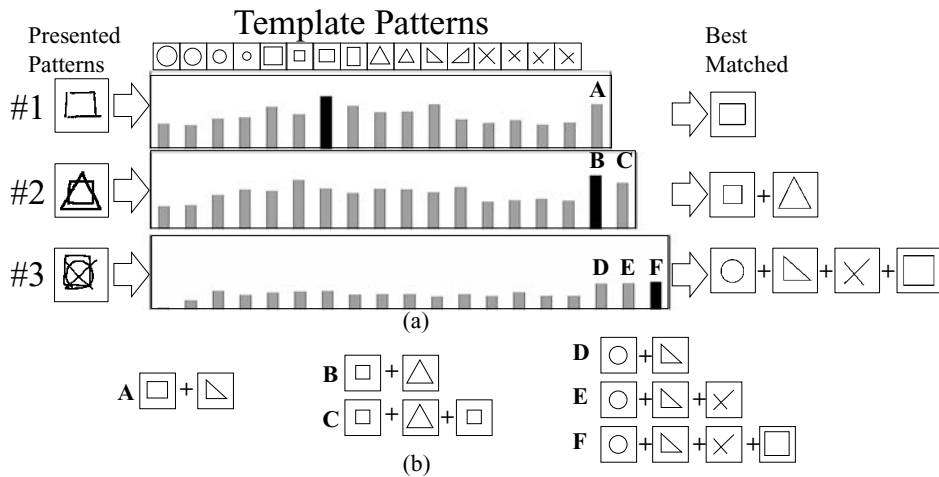 Template Patterns
Presented
Patterns
Best
Matched
#1
A
#2
B C
#3
D E F
(a)
A + 
B +
C + +
D +
E + +
F + + +
(b)
+
+ + +